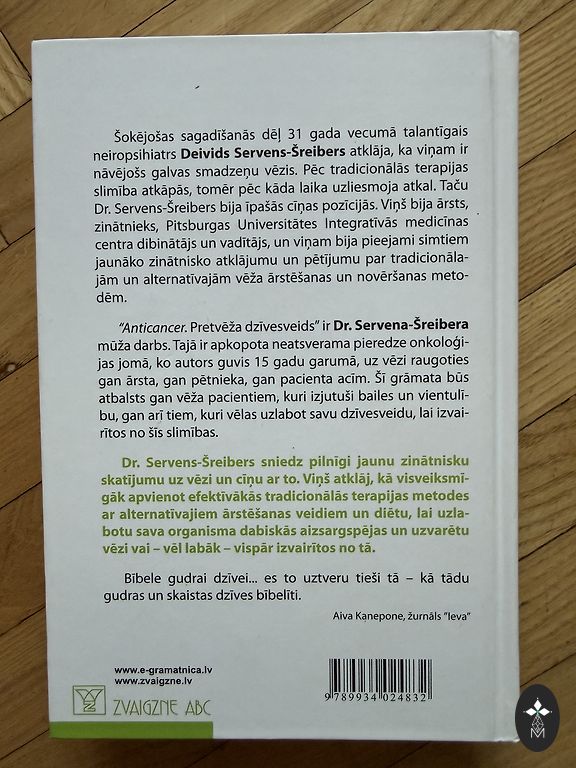 Šokējošas sagadīšanās dēļ 31 gada vecumā talantīgais
neiropsihiatrs Deivids Servens-Šreibers atklāja, ka viņam ir
nāvējošs galvas smadzeņu vēzis. Pēc tradicionālās terapijas
slimība atkāpās, tomēr pēc kāda laika uzliesmoja atkal. Taču
Dr. Servens-Šreibers bija īpašās cīņas pozīcijās. Viņš bija ārsts,
zinātnieks, Pitsburgas Universitātes Integratīvās medicīnas
centra dibinātājs un vadītājs, un viņam bija pieejami simtiem
jaunāko zinātnisko atklājumu un pētījumu par tradicionāla-
jām un alternatīvajām vēža ārstēšanas un novēršanas meto-
dēm.
"Anticancer. Pretvēža dzīvesveids" ir Dr. Servena-Šreibera
mūža darbs. Tajā ir apkopota neatsverama pieredze onkoloģi-
jas jomā, ko autors guvis 15 gadu garumā, uz vēzi raugoties
gan ārsta, gan pētnieka, gan pacienta acīm. Šī grāmata būs
atbalsts gan vēža pacientiem, kuri izjutuši bailes un vientulī-
bu, gan arī tiem, kuri vēlas uzlabot savu dzīvesveidu, lai izvai-
rītos no šīs slimības.
Dr. Servens-Šreibers sniedz pilnīgi jaunu zinātnisku
skatījumu uz vēzi un cīņu ar to. Viņš atklāj, kā visveiksmī-
gāk apvienot efektīvākās tradicionālās terapijas metodes
ar alternatīvajiem ārstēšanas veidiem un diētu, lai uzla-
botu sava organisma dabiskās aizsargspējas un uzvarētu
vēzi vai – vēl labāk – vispār izvairītos no tā.
Bībele gudrai dzīvei... es to uztveru tieši tā – kā tādu
gudras un skaistas dzīves bībelīti.
Aiva Kanepone, žurnāls "Ieva"
www.e-gramatnica.lv
www.zvaigzne.lv
ZVAIGZNE ABC
9 789934 024832
M